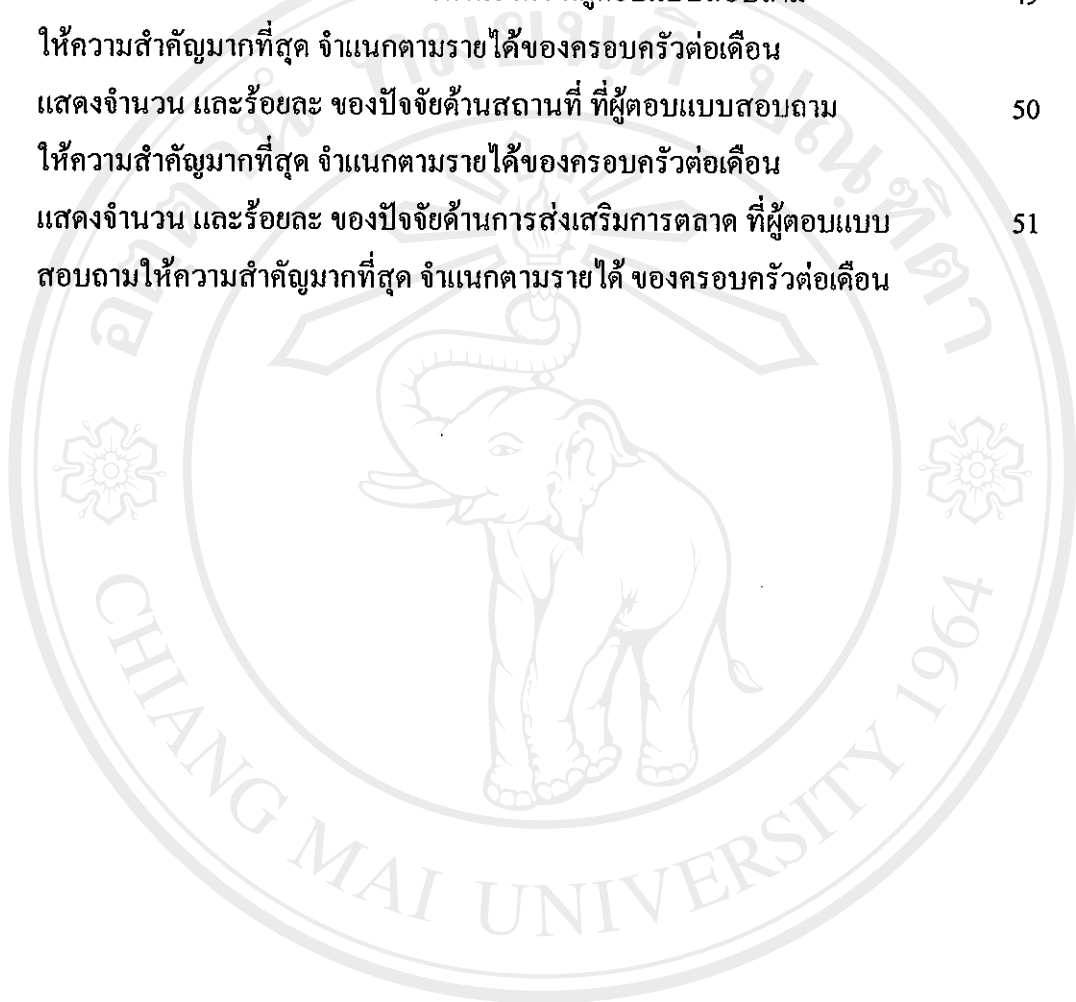 ให้ความสำคัญมากที่สุด จำแนกตามรายได้ของครอบครัวต่อเดือน
แสดงจำนวน และร้อยละ ของปัจจัยด้านสถานที่ ที่ผู้ตอบแบบสอบถาม 50
ให้ความสำคัญมากที่สุด จำแนกตามรายได้ของครอบครัวต่อเดือน
แสดงจำนวน และร้อยละ ของปัจจัยด้านการส่งเสริมการตลาด ที่ผู้ตอบแบบ 51
สอบถามให้ความสำคัญมากที่สุด จำแนกตามรายได้ ของครอบครัวต่อเดือน
CHIANG MAI UNIVERSITY 1964